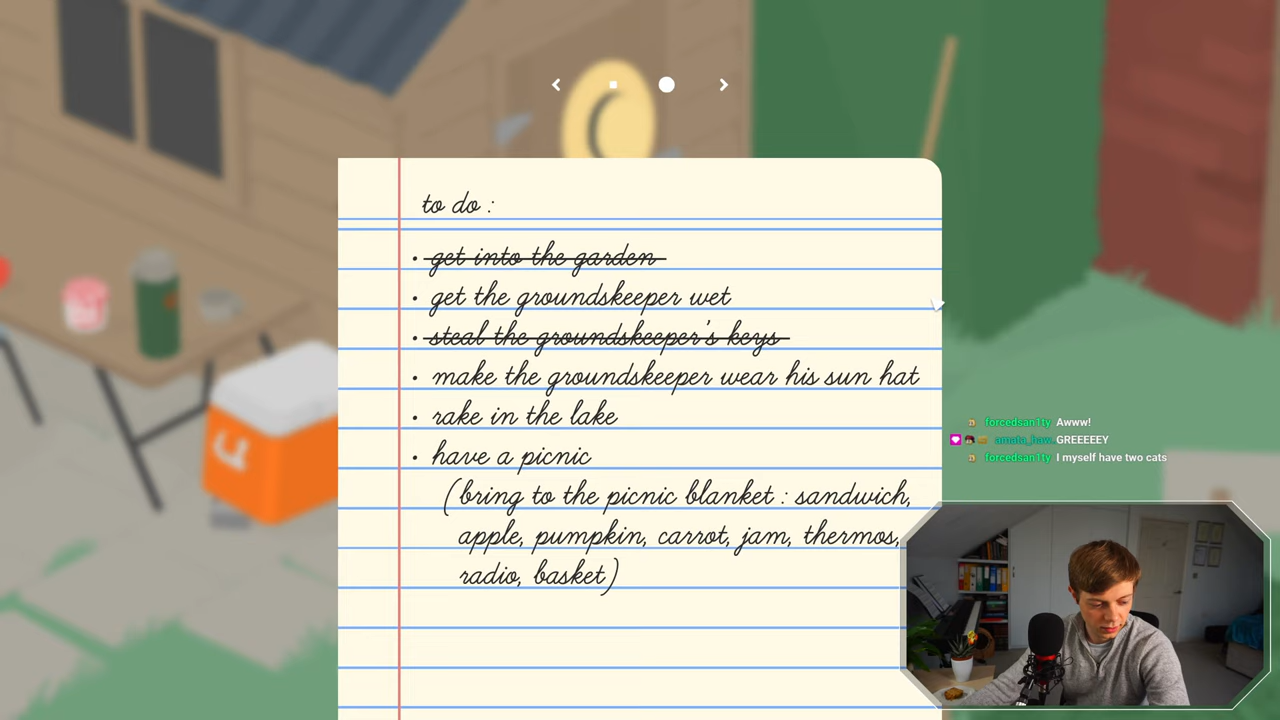 to do :
• get into the garden
• get the groundskeeper wet
• steal the groundskeeper's keys
• make the groundskeeper wear his sun hat
• rake in the lake
• have a picnic
(bring to the picnic blanket : sandwich,
apple, pumpkin, carrot, jam, thermos,
radio, basket)
forcedsan1ty Awww!
GREEEEEY
forcedsan1ty I myself have two cats